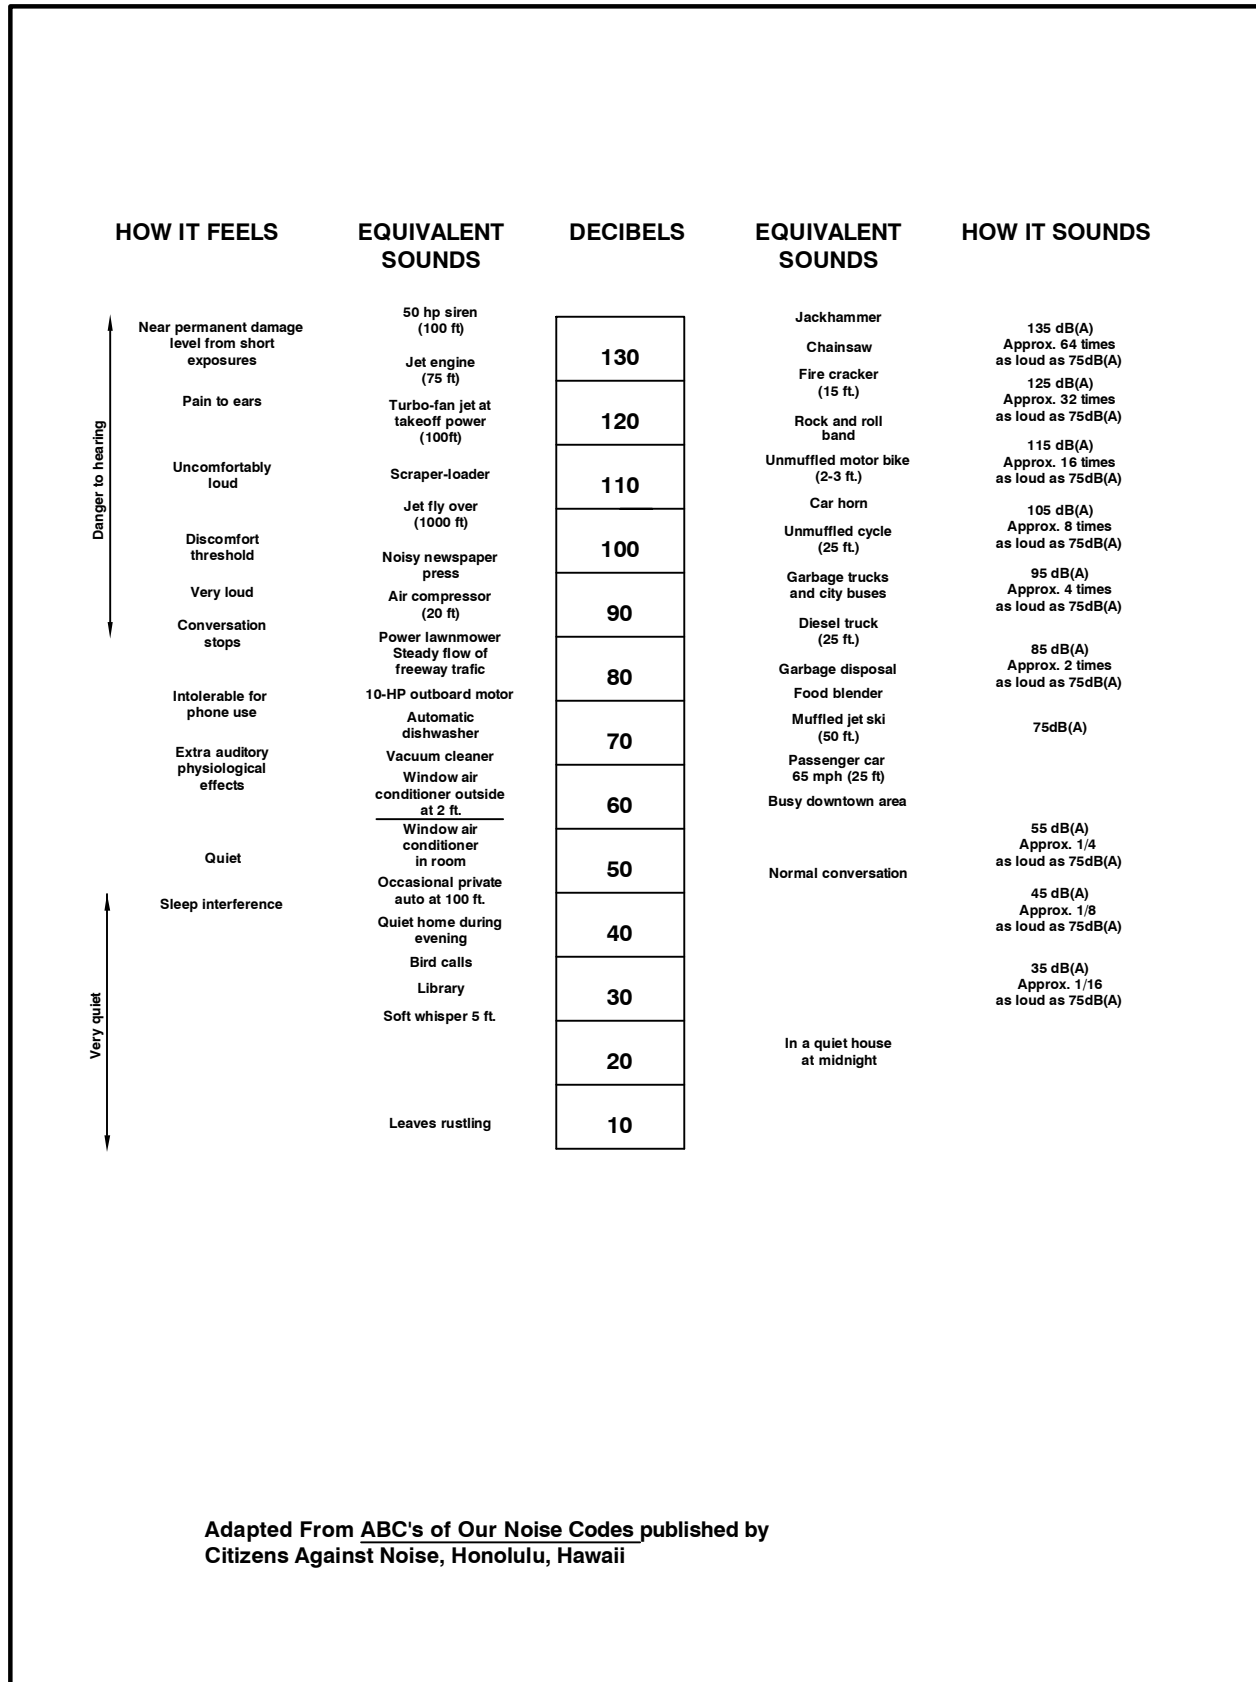 HOW IT FEELS
EQUIVALENT
SOUNDS
DECIBELS
EQUIVALENT
SOUNDS
HOW IT SOUNDS
Danger to hearing
Near permanent damage
level from short
exposures
Pain to ears
Uncomfortably
loud
Discomfort
threshold
Very loud
Conversation
stops
Intolerable for
phone use
Extra auditory
physiological
effects
Quiet
Sleep interference
Very quiet
50 hp siren
(100 ft)
Jet engine
(75 ft)
Turbo-fan jet at
takeoff power
(100ft)
Scraper-loader
Jet fly over
(1000 ft)
Noisy newspaper
press
Air compressor
(20 ft)
Power lawnmower
Steady flow of
freeway trafic
10-HP outboard motor
Automatic
dishwasher
Vacuum cleaner
Window air
conditioner outside
at 2 ft.
Window air
conditioner
in room
Occasional private
auto at 100 ft.
Quiet home during
evening
Bird calls
Library
Soft whisper 5 ft.
Leaves rustling
130
120
110
100
90
80
70
60
50
40
30
20
10
Jackhammer
Chainsaw
Fire cracker
(15 ft.)
Rock and roll
band
Unmuffled motor bike
(2-3 ft.)
Car horn
Unmuffled cycle
(25 ft.)
Garbage trucks
and city buses
Diesel truck
(25 ft.)
Garbage disposal
Food blender
Muffled jet ski
(50 ft.)
Passenger car
65 mph (25 ft)
Busy downtown area
Normal conversation
In a quiet house
at midnight
135 dB(A)
Approx. 64 times
as loud as 75dB(A)
125 dB(A)
Approx. 32 times
as loud as 75dB(A)
115 dB(A)
Approx. 16 times
as loud as 75dB(A)
105 dB(A)
Approx. 8 times
as loud as 75dB(A)
95 dB(A)
Approx. 4 times
as loud as 75dB(A)
85 dB(A)
Approx. 2 times
as loud as 75dB(A)
75dB(A)
55 dB(A)
Approx. 1/4
as loud as 75dB(A)
45 dB(A)
Approx. 1/8
as loud as 75dB(A)
35 dB(A)
Approx. 1/16
as loud as 75dB(A)
Adapted From ABC's of Our Noise Codes published by
Citizens Against Noise, Honolulu, Hawaii